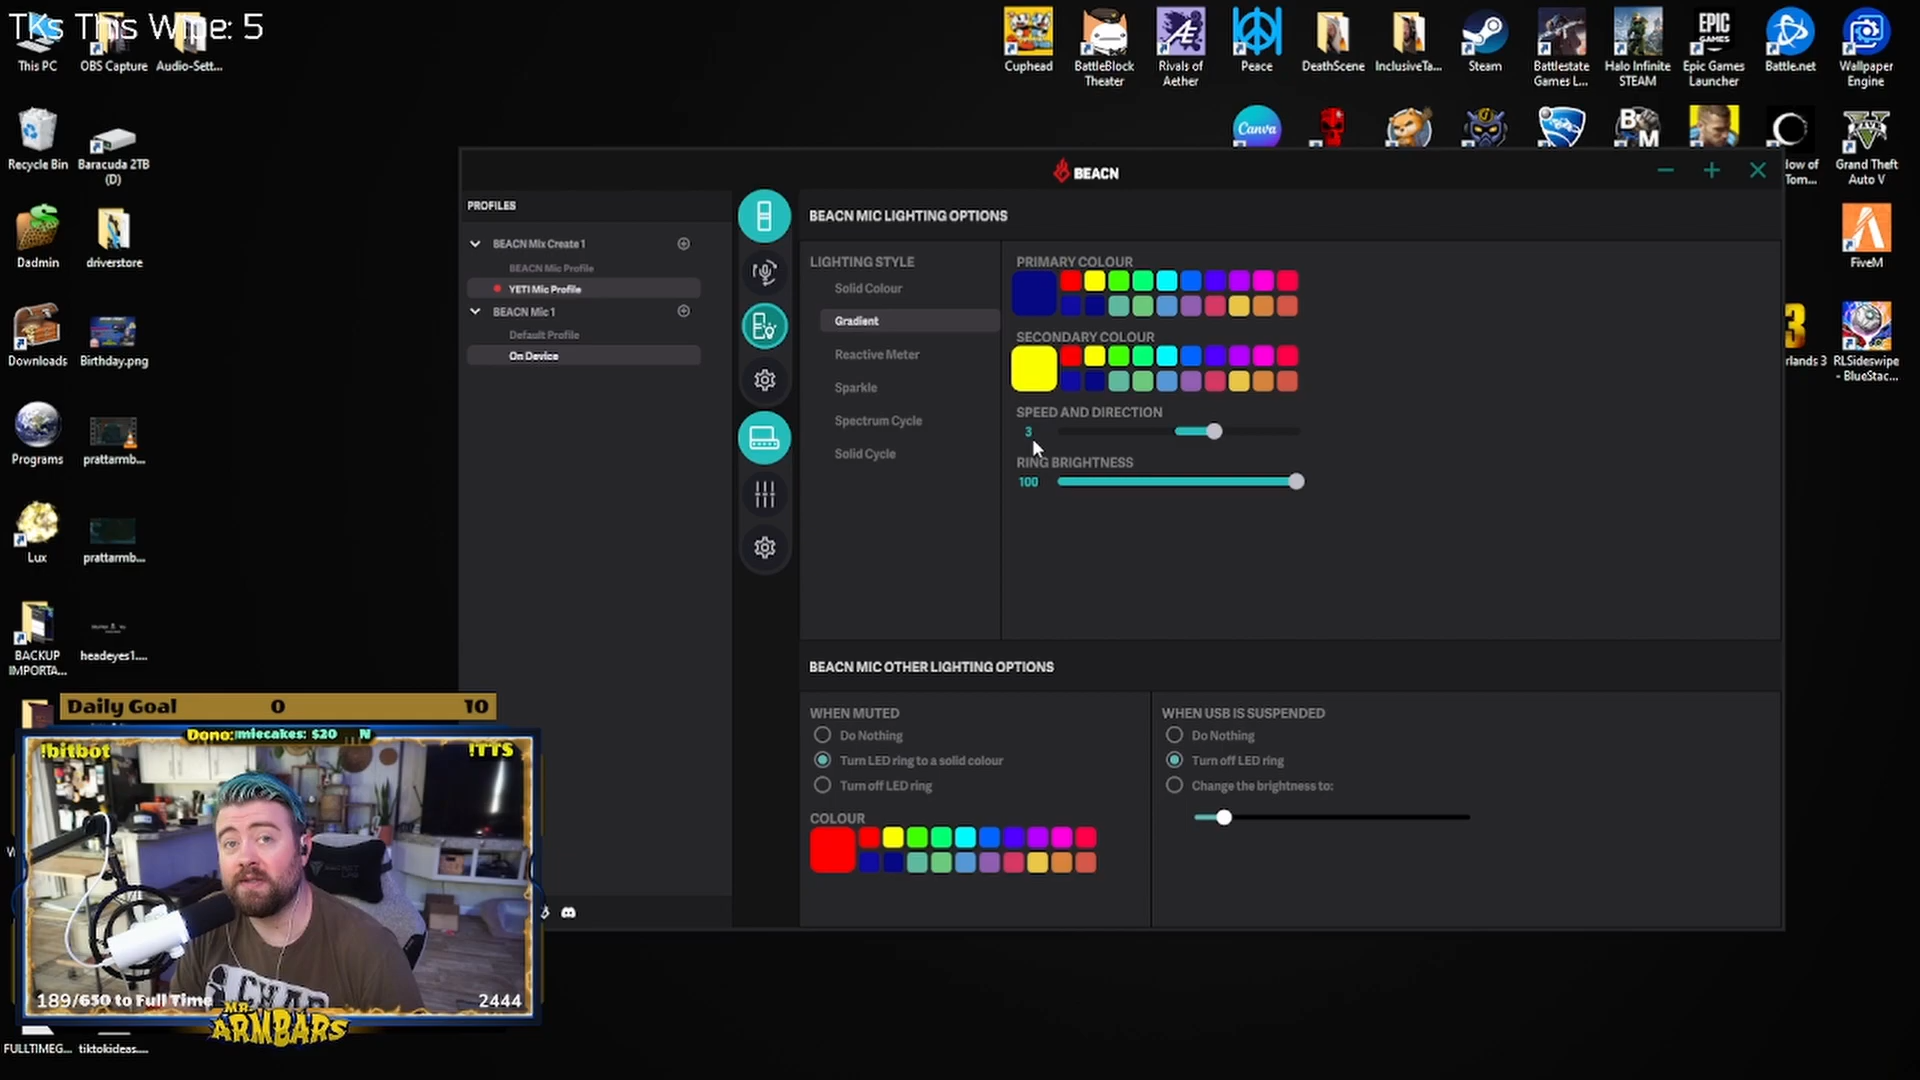 TKs This Wipe: 5
This PC
OBS Capture
Audio-Sett...
Cuphead
BattleBlock
Theater
Rivals of
Aether
Peace
DeathScene
InclusiveTa...
Steam
Battlestate
Games L...
Halo Infinite
STEAM
Epic Games
Launcher
Battle.net
Wallpaper
Engine
EPIC
GAMES
Canva
Recycle Bin
Baracuda 2TB
(D)
Grand Theft
Auto V
Dadmin
driverstore
FiveM
Downloads
Birthday.png
RLSideswipe
- BlueStac...
Programs
prattarmb...
Lux
prattarmb...
BACKUP
IMPORTA...
headeyes1....
FULLTIMEG...
tiktokideas....
BEACN
PROFILES
BEACN Mix Create 1
BEACN Mic Profile
YETI Mic Profile
BEACN Mic 1
Default Profile
On Device
BEACN MIC LIGHTING OPTIONS
LIGHTING STYLE
Solid Colour
Gradient
Reactive Meter
Sparkle
Spectrum Cycle
Solid Cycle
PRIMARY COLOUR
SECONDARY COLOUR
SPEED AND DIRECTION
3
RING BRIGHTNESS
100
BEACN MIC OTHER LIGHTING OPTIONS
WHEN MUTED
Do Nothing
Turn LED ring to a solid colour
Turn off LED ring
COLOUR
WHEN USB IS SUSPENDED
Do Nothing
Turn off LED ring
Change the brightness to:
Daily Goal 0 10
Dono: miecakes: $20 N
!bitbot
!TTS
189/650 to Full Time
2444
MR.
ARMBARS